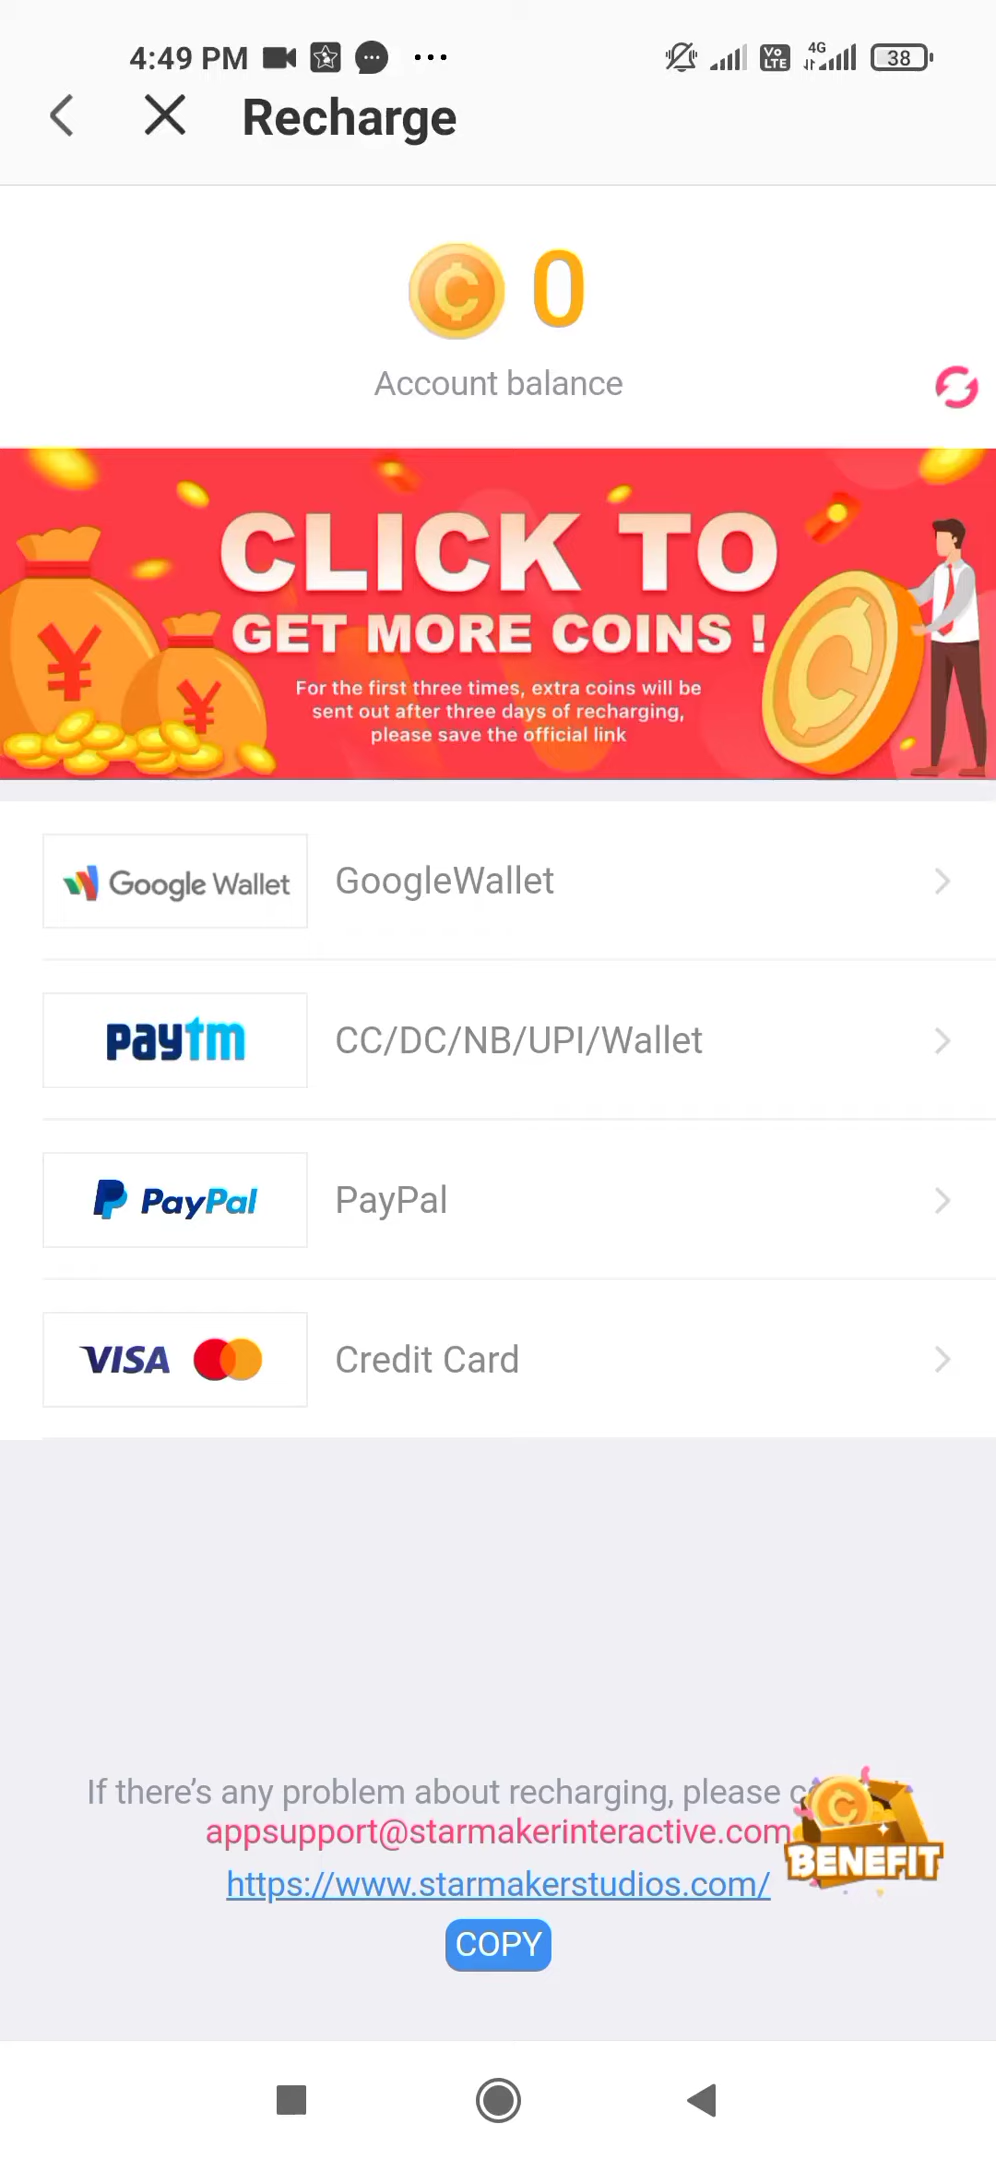 4:49 PM
Vo LTE 4G 38
Recharge
0
Account balance
CLICK TO
GET MORE COINS !
For the first three times, extra coins will be
sent out after three days of recharging,
please save the official link
Google Wallet GoogleWallet
paytm CC/DC/NB/UPI/Wallet
PayPal PayPal
VISA Credit Card
If there's any problem about recharging, please
appsupport@starmakerinteractive.com
BENEFIT
https://www.starmakerstudios.com/
COPY